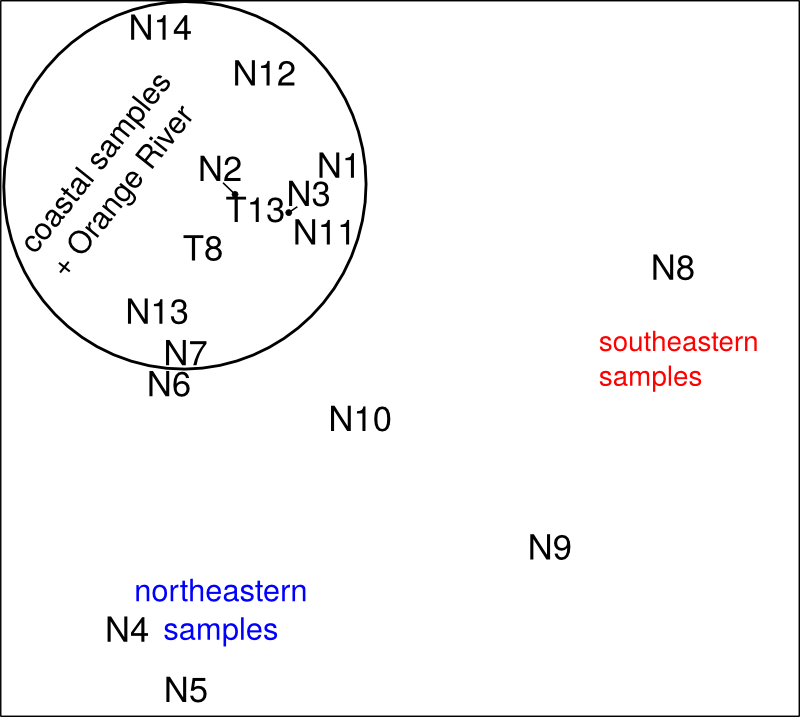 N14
N12
coastal samples
+ Orange River
N2
N1
N3
T13
N11
T8
N8
N13
southeastern
samples
N7
N6
N10
N9
northeastern
samples
N4
N5